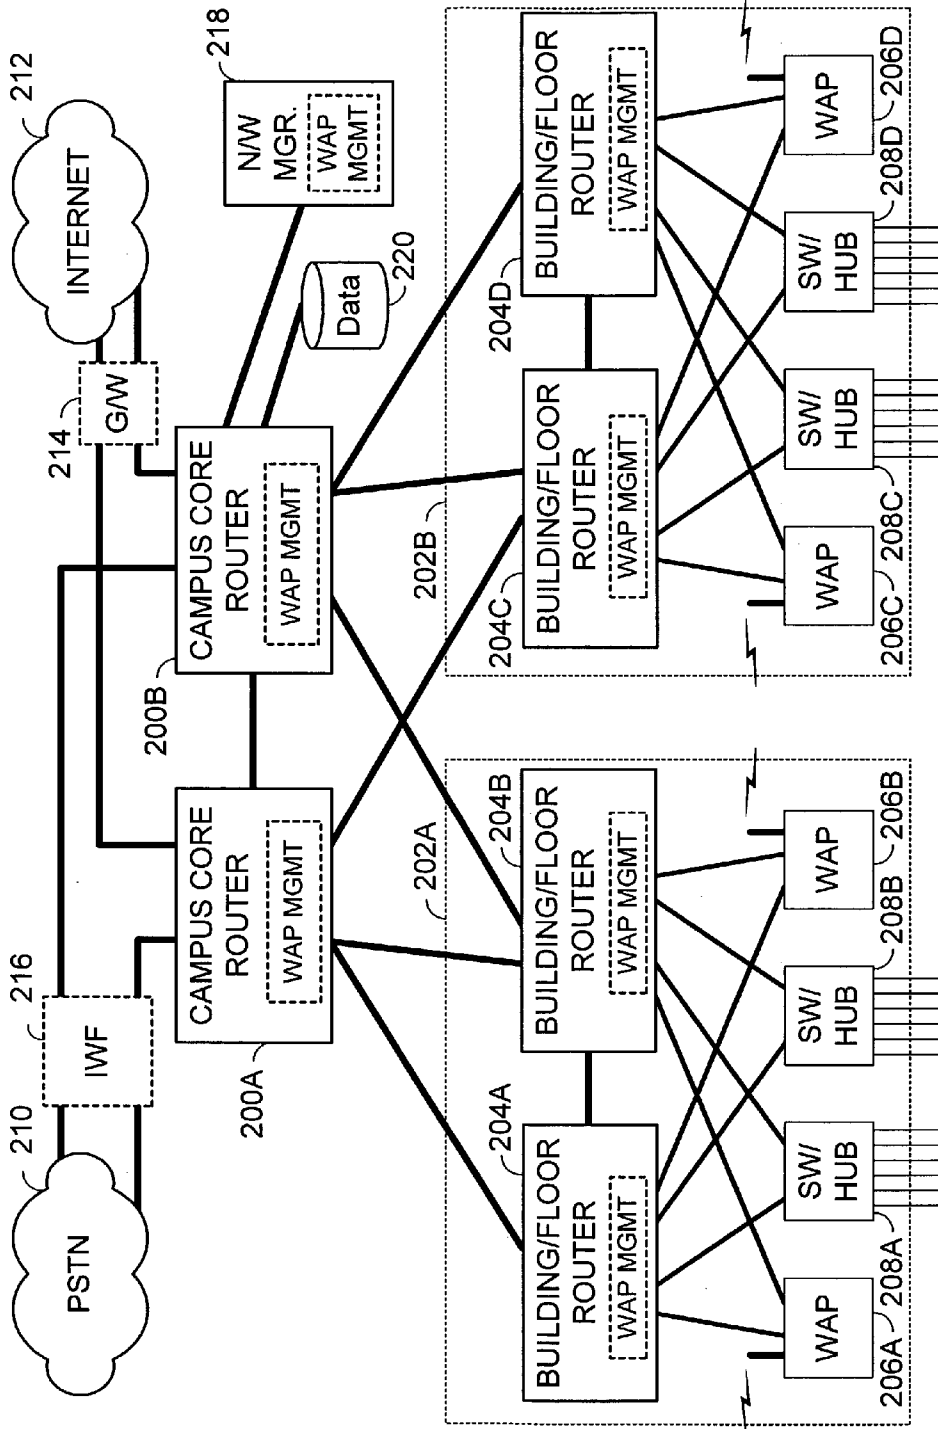 PSTN
210
216
IWF
214
G/W
INTERNET
212
CAMPUS CORE
ROUTER
WAP MGMT
200A
CAMPUS CORE
ROUTER
WAP MGMT
200B
N/W
MGR.
WAP
MGMT
218
Data
220
202A
BUILDING/FLOOR
ROUTER
WAP MGMT
204A
BUILDING/FLOOR
ROUTER
WAP MGMT
204B
202B
BUILDING/FLOOR
ROUTER
WAP MGMT
204C
BUILDING/FLOOR
ROUTER
WAP MGMT
204D
WAP
206A
SW/
HUB
208A
SW/
HUB
208B
WAP
206B
WAP
206C
SW/
HUB
208C
SW/
HUB
208D
WAP
206D